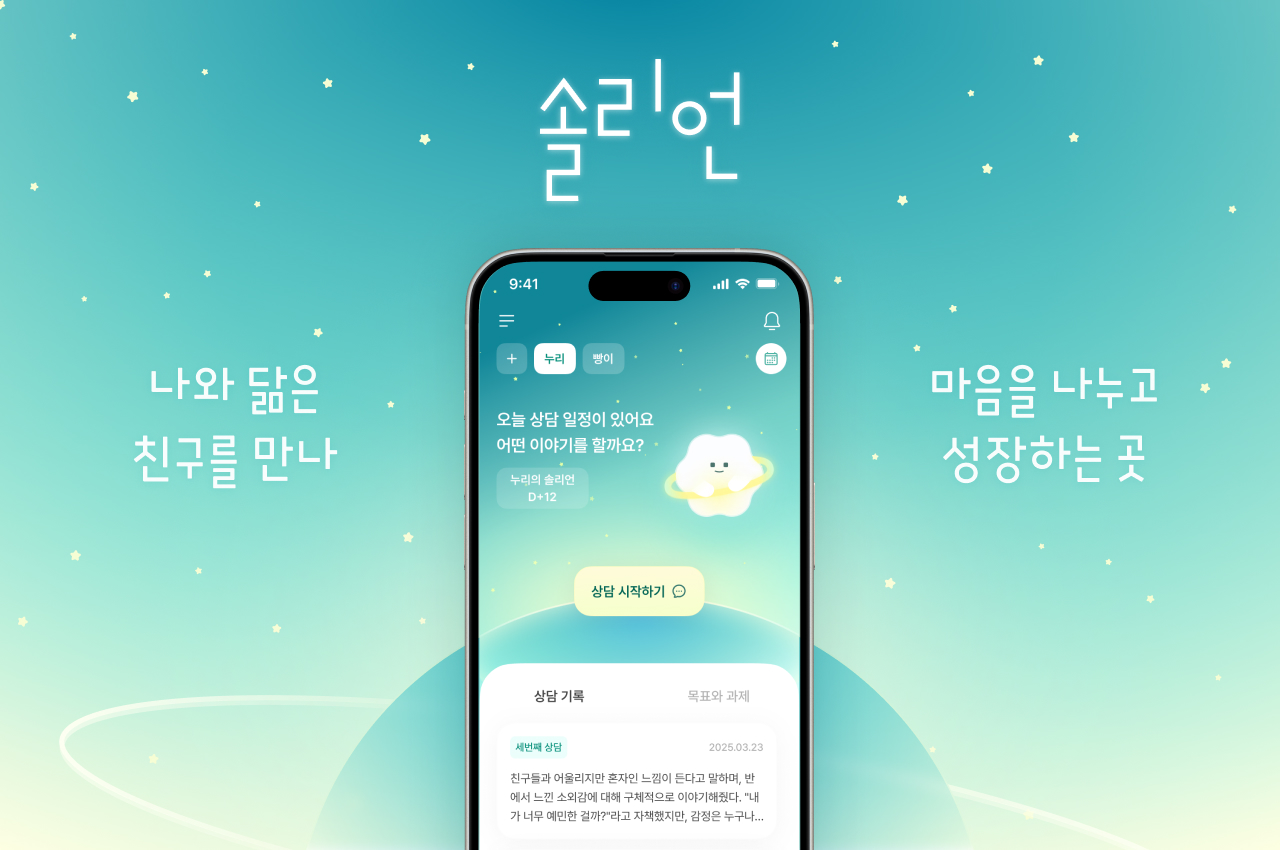 솔리언
나와 닮은
친구를 만나
마음을 나누고
성장하는 곳
9:41
누리
빵이
오늘 상담 일정이 있어요
어떤 이야기를 할까요?
누리의 솔리언
D+12
상담 시작하기
상담 기록
목표와 과제
세번째 상담
2025.03.23
친구들과 어울리지만 혼자인 느낌이 든다고 말하며, 반
에서 느낀 소외감에 대해 구체적으로 이야기해줬다. "내
가 너무 예민한 걸까?"라고 자책했지만, 감정은 누구나...